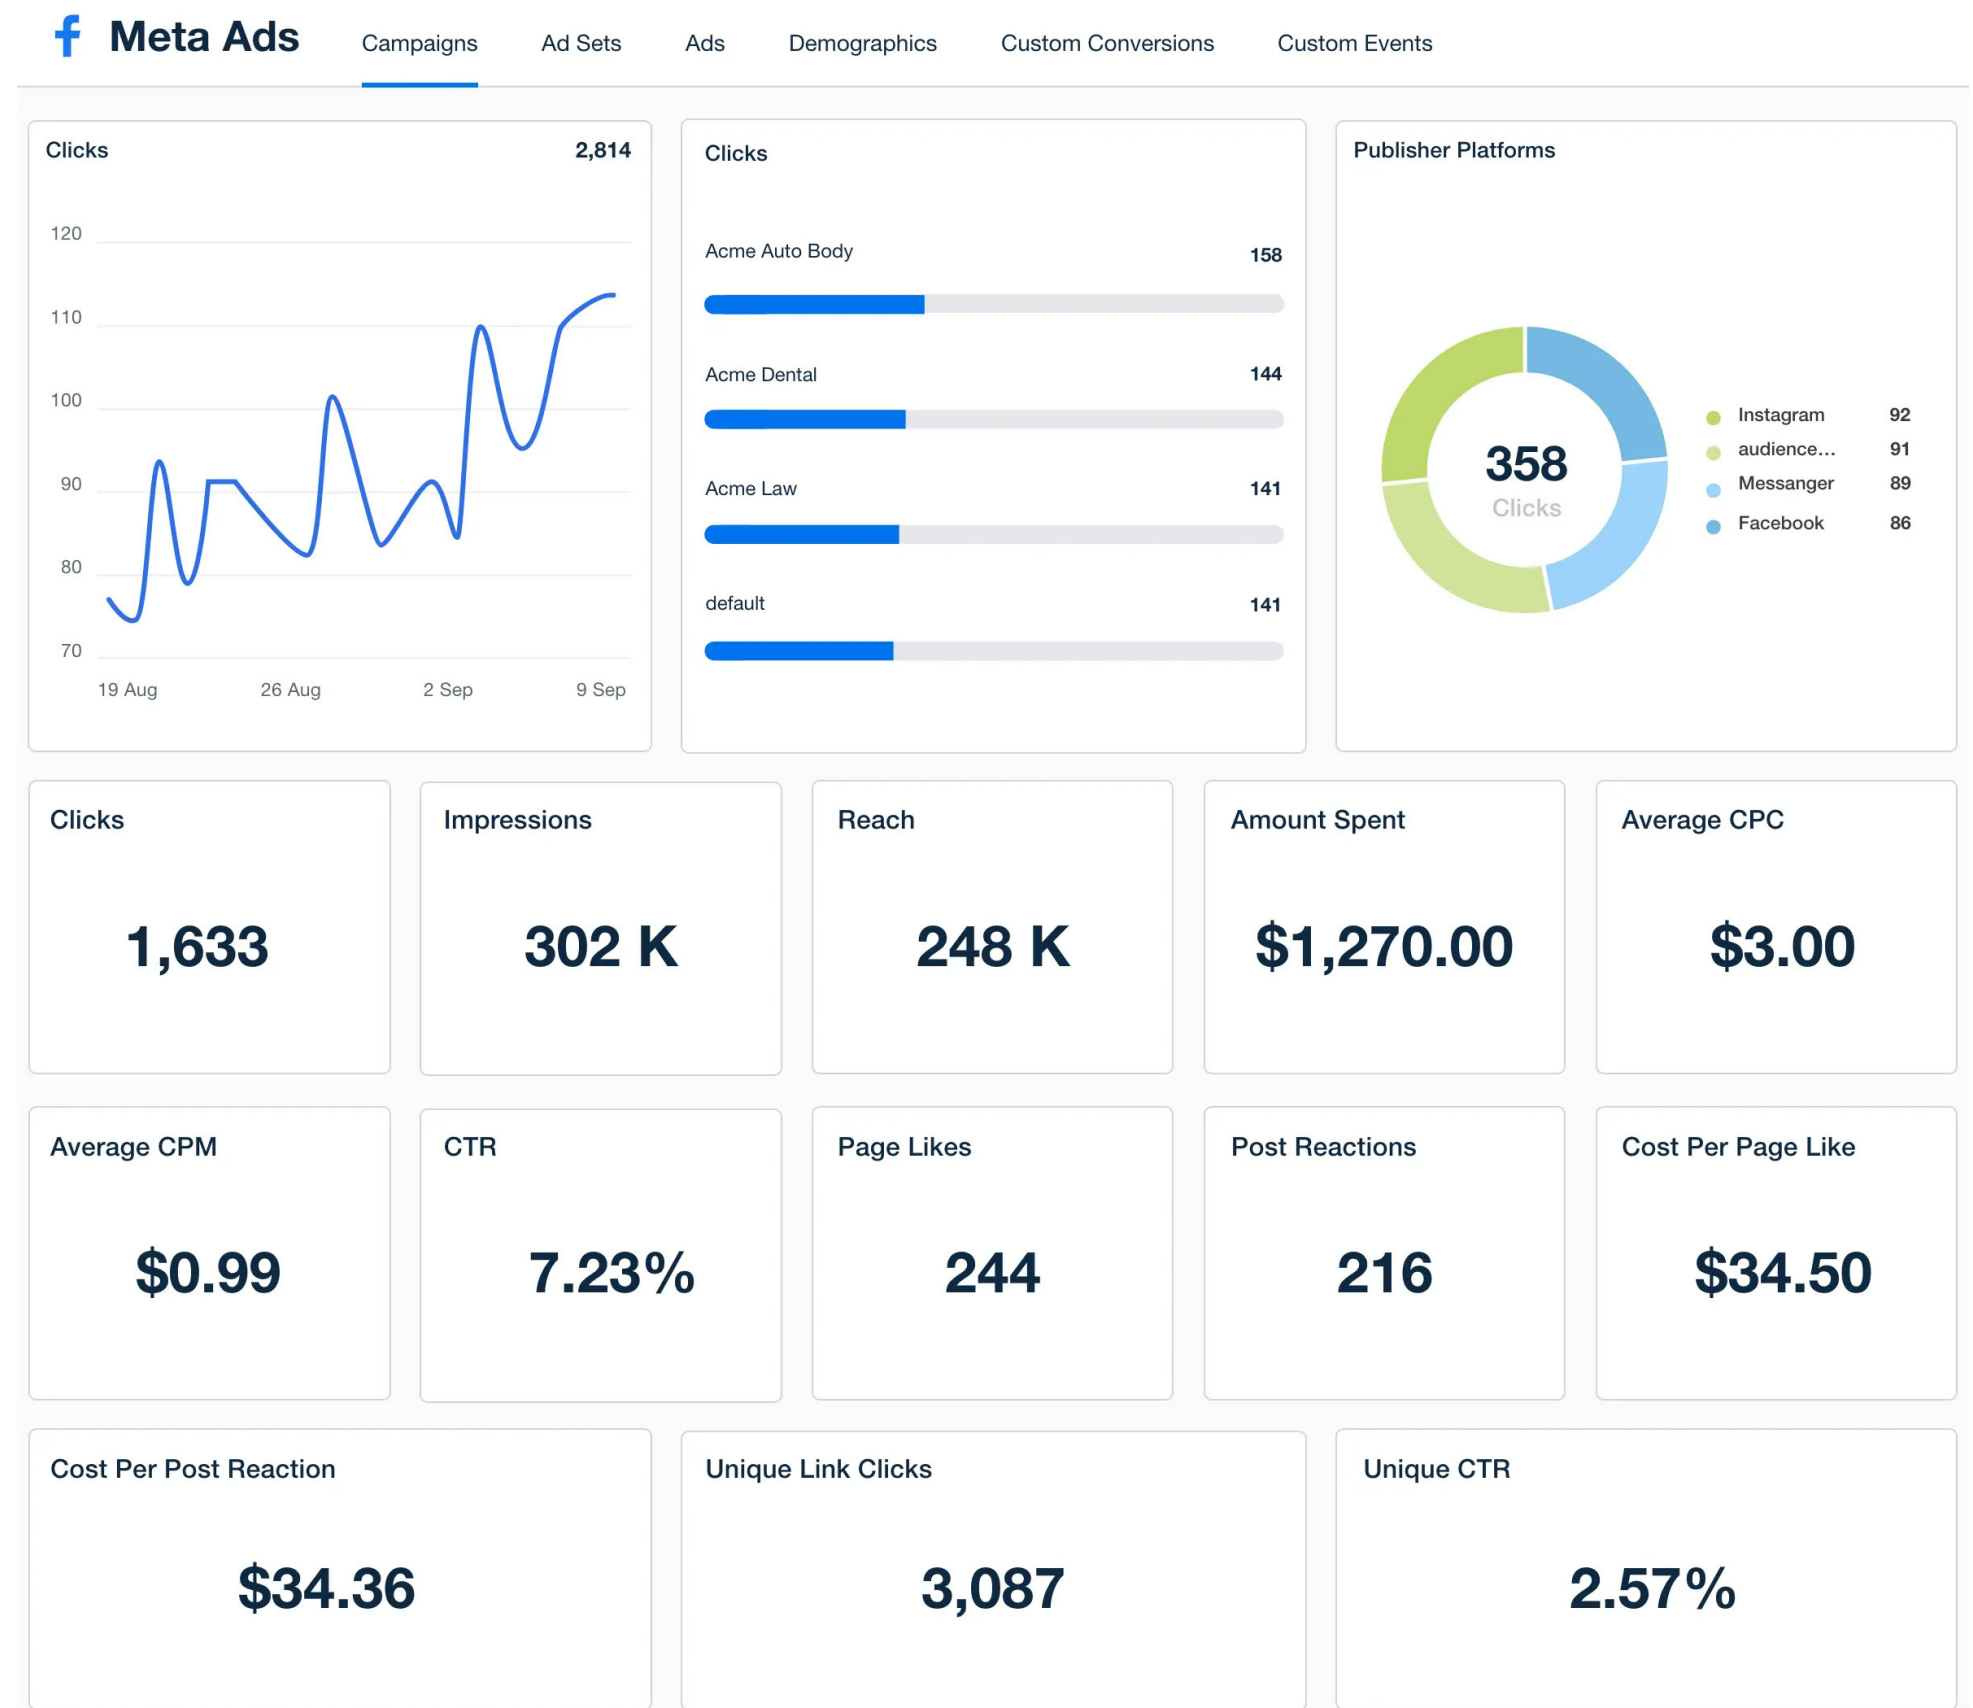 Meta Ads
Campaigns
Ad Sets
Ads
Demographics
Custom Conversions
Custom Events
Clicks
2,814
120
110
100
90
80
70
19 Aug
26 Aug
2 Sep
9 Sep
Clicks
Acme Auto Body
158
Acme Dental
144
Acme Law
141
default
141
Publisher Platforms
358
Clicks
Instagram 92
audience... 91
Messanger 89
Facebook 86
Clicks
1,633
Impressions
302 K
Reach
248 K
Amount Spent
$1,270.00
Average CPC
$3.00
Average CPM
$0.99
CTR
7.23%
Page Likes
244
Post Reactions
216
Cost Per Page Like
$34.50
Cost Per Post Reaction
$34.36
Unique Link Clicks
3,087
Unique CTR
2.57%